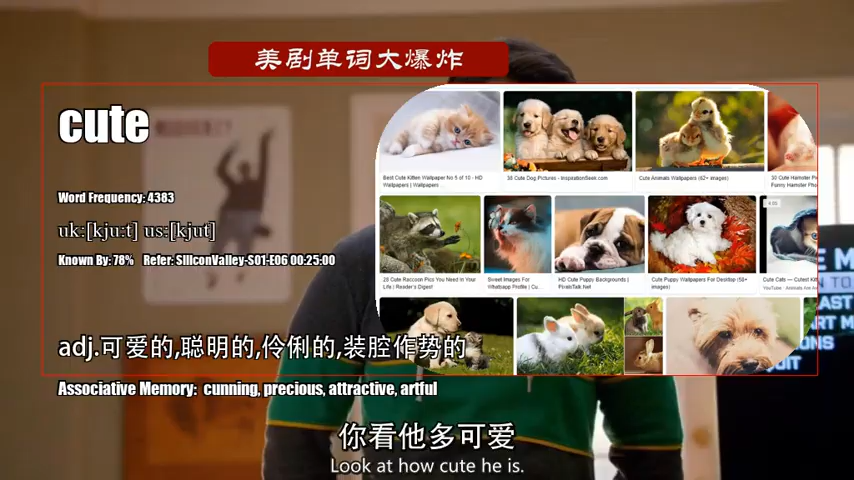 美剧单词大爆炸
cute
Word Frequency: 4383
uk:[kju:t] us:[kjut]
Known By: 78% Refer: SiliconValley-S01-E06 00:25:00
adj.可爱的,聪明的,伶俐的,装腔作势的
Associative Memory: cunning, precious, attractive, artful
Best Cute Kitten Wallpaper No 5 of 10 - HD
Wallpapers | Wallpapers
38 Cute Dog Pictures - InspirationSeek.com
Cute Animals Wallpapers (62+ images)
30 Cute Hamster
Funny Hamster
28 Cute Raccoon Pics You Need In Your
Life | Reader's Digest
Sweet Images For
Whatsapp Profile | Cu...
HD Cute Puppy Backgrounds |
PixelsTalk.Net
Cute Puppy Wallpapers For Desktop (58+
images)
Cute Cats — Cutest
YouTube
你看他多可爱
Look at how cute he is.